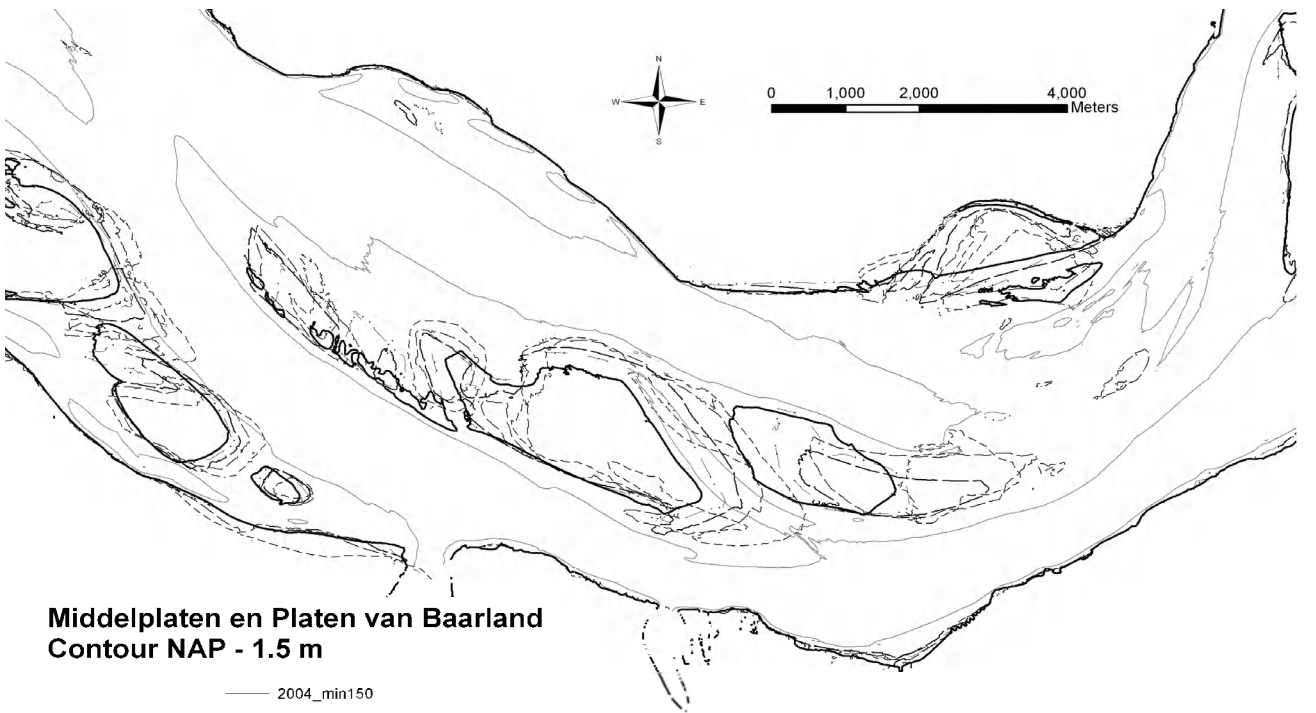 N
W E
S
0 1,000 2,000 4,000
Meters
Middelplaten en Platen van Baarland
Contour NAP - 1.5 m
2004_min150